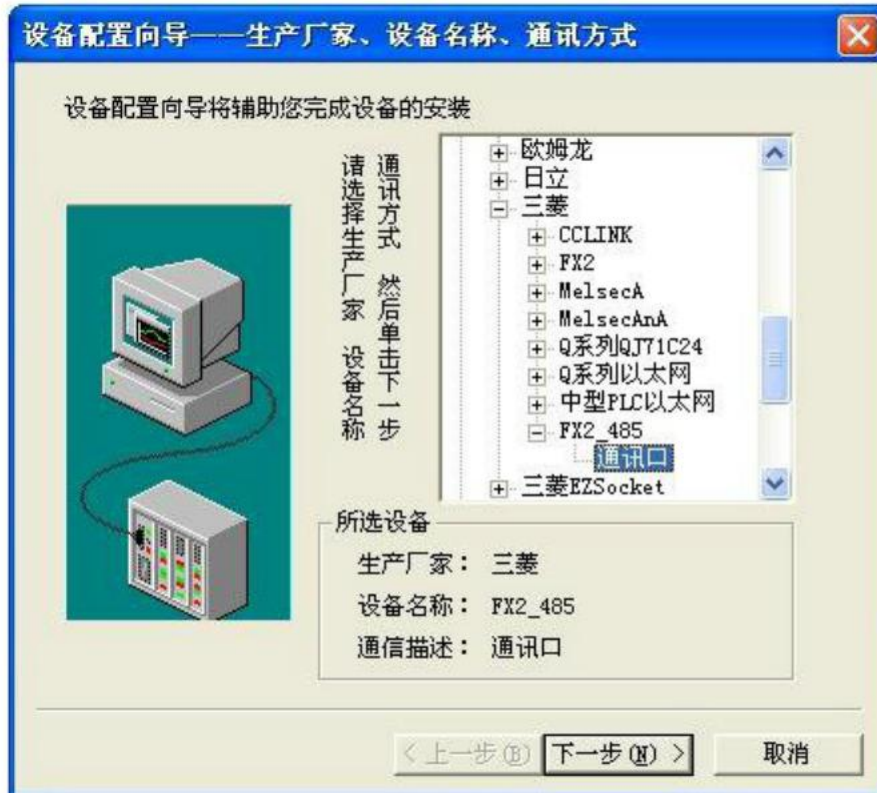 设备配置向导——生产厂家、设备名称、通讯方式
设备配置向导将辅助您完成设备的安装
请选择生产厂家 设备名称
通讯方式 然后单击下一步
欧姆龙
日立
三菱
CCLINK
FX2
MelsecA
MelsecAnA
Q系列QJ71C24
Q系列以太网
中型PLC以太网
FX2_485
通讯口
三菱EZSocket
所选设备
生产厂家： 三菱
设备名称： FX2_485
通信描述： 通讯口
< 上一步(B) 下一步(N) > 取消